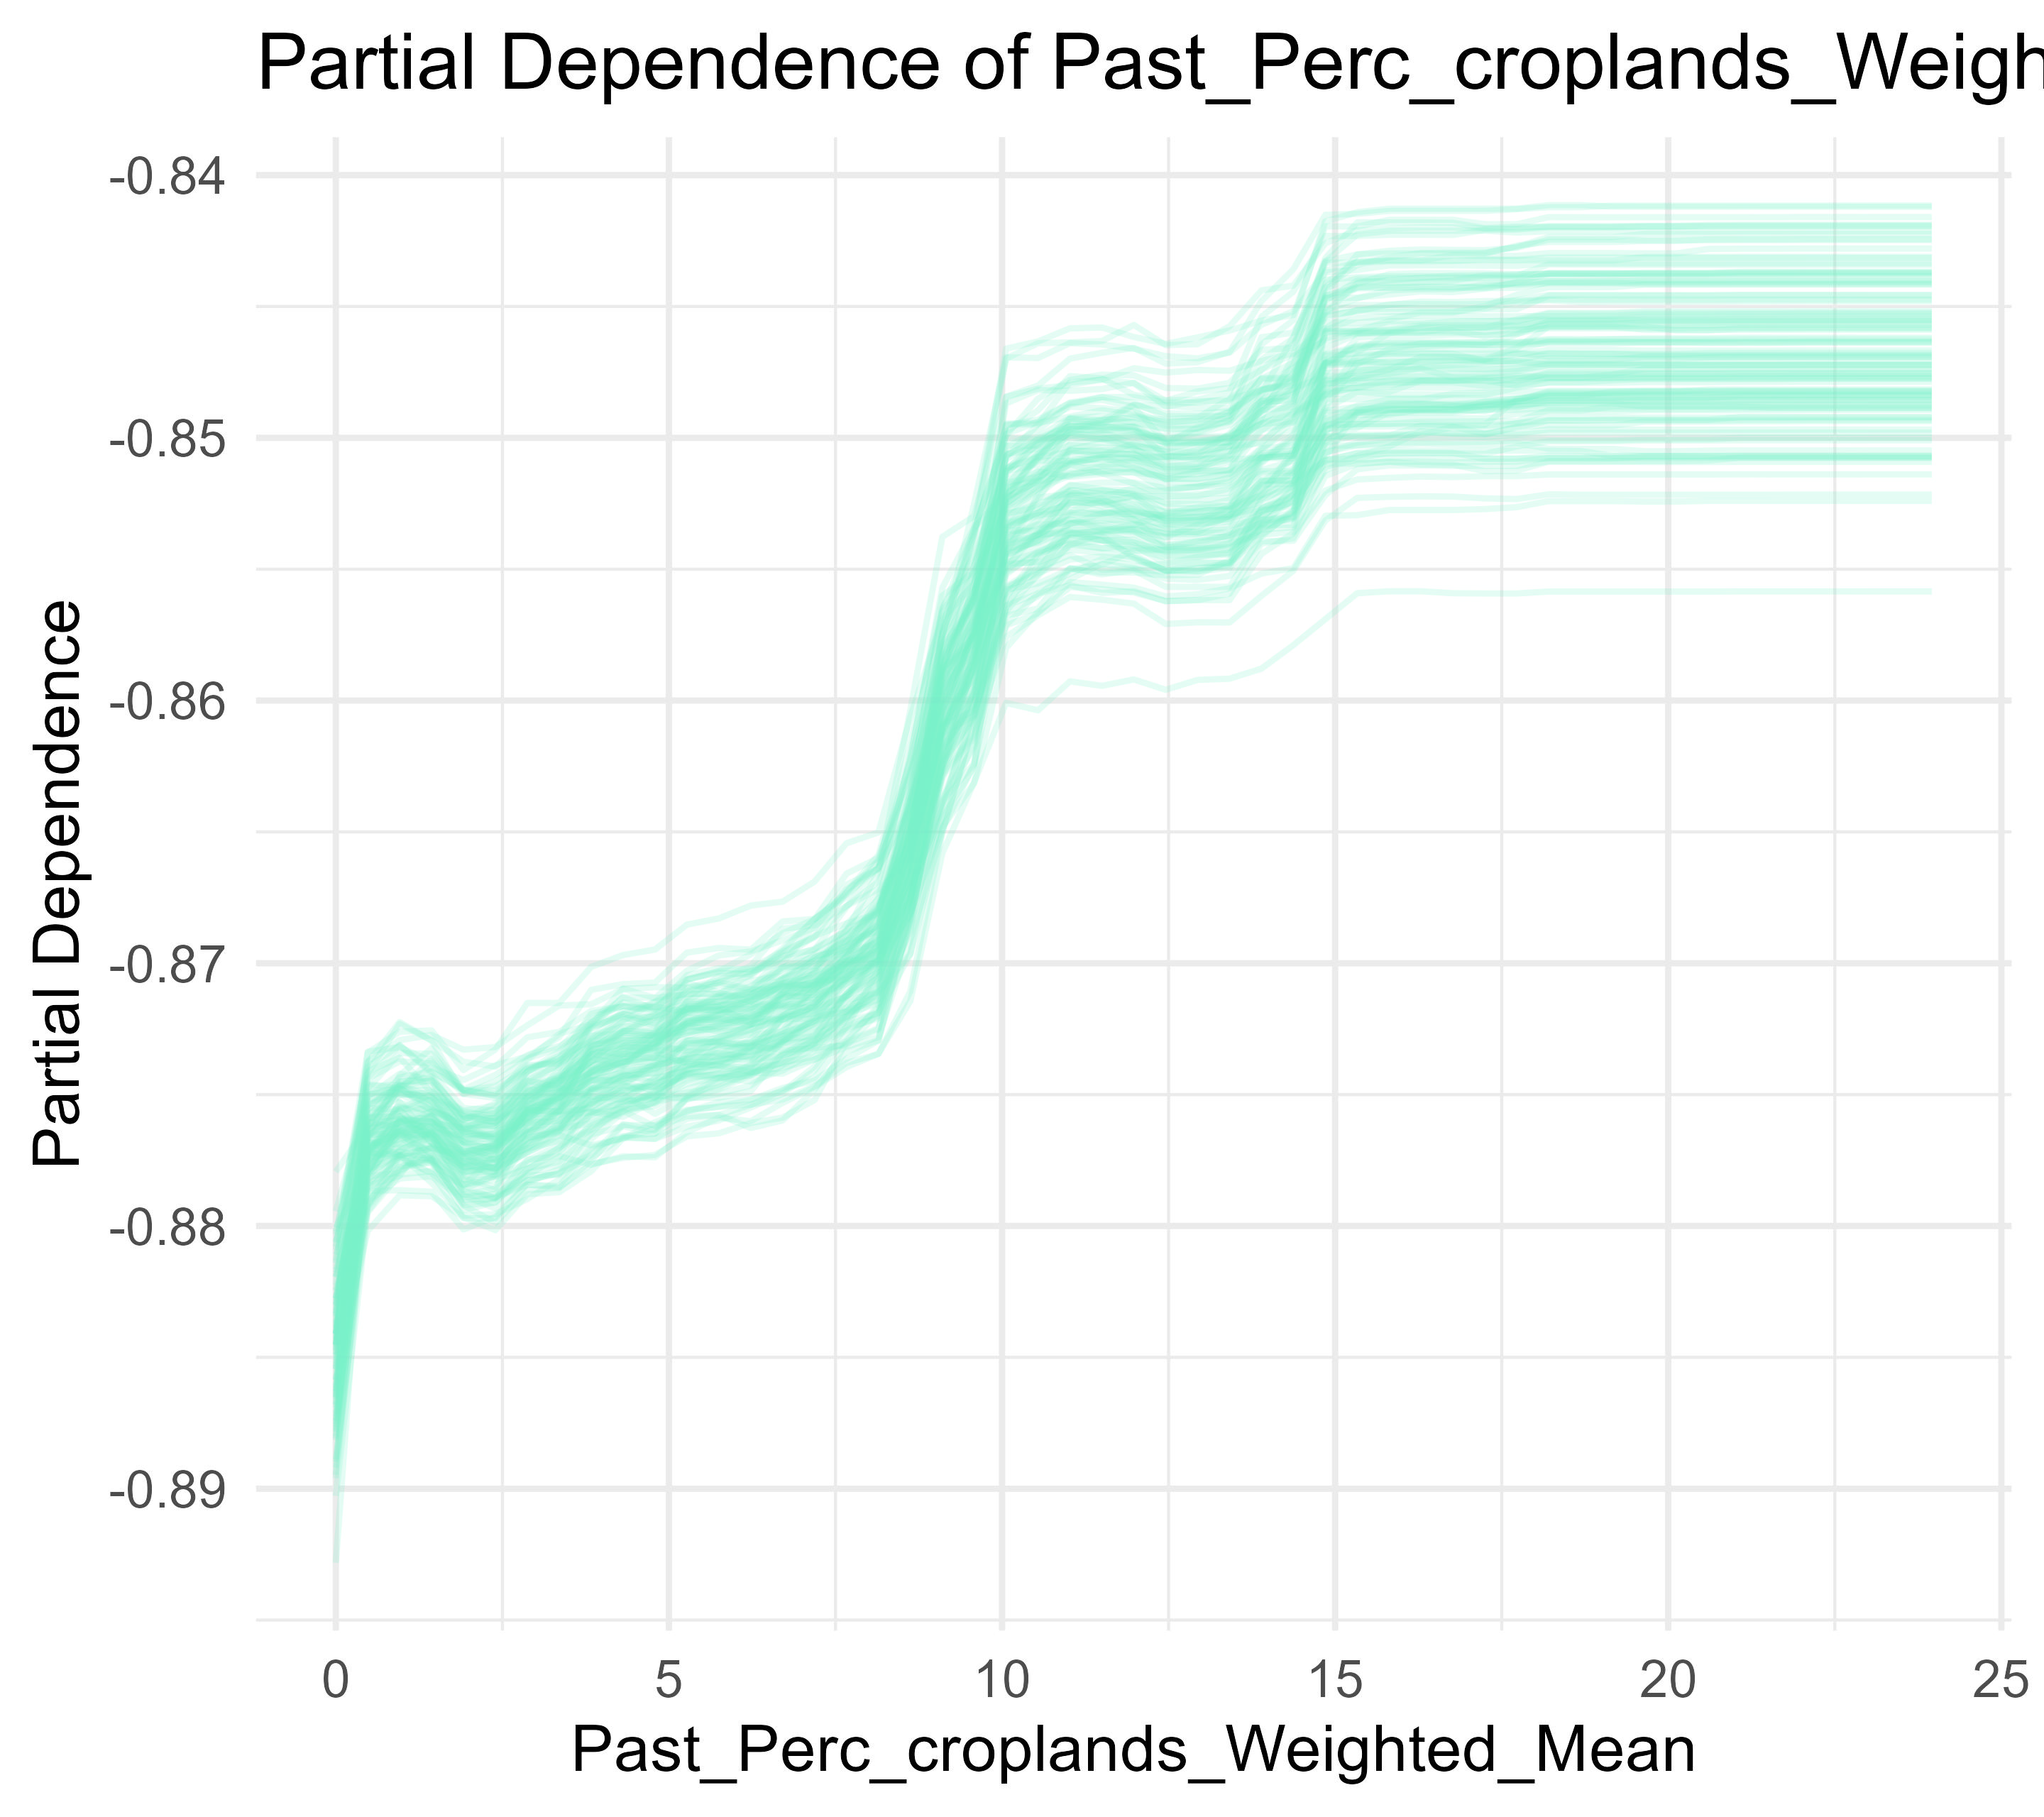 Partial Dependence of Past_Perc_croplands_Weigh
-0.84
-0.85
-0.86
-0.87
-0.88
-0.89
Partial Dependence
0 5 10 15 20 25
Past_Perc_croplands_Weighted_Mean